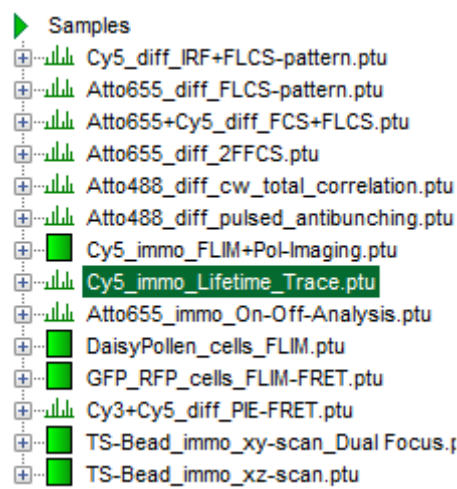 Samples
Cy5_diff_IRF+FLCS-pattern.ptu
Atto655_diff_FLCS-pattern.ptu
Atto655+Cy5_diff_FCS+FLCS.ptu
Atto655_diff_2FFCS.ptu
Atto488_diff_cw_total_correlation.ptu
Atto488_diff_pulsed_antibunching.ptu
Cy5_immo_FLIM+Pol-Imaging.ptu
Cy5_immo_Lifetime_Trace.ptu
Atto655_immo_On-Off-Analysis.ptu
DaisyPollen_cells_FLIM.ptu
GFP_RFP_cells_FLIM-FRET.ptu
Cy3+Cy5_diff_PIE-FRET.ptu
TS-Bead_immo_xy-scan_Dual Focus.p
TS-Bead_immo_xz-scan.ptu